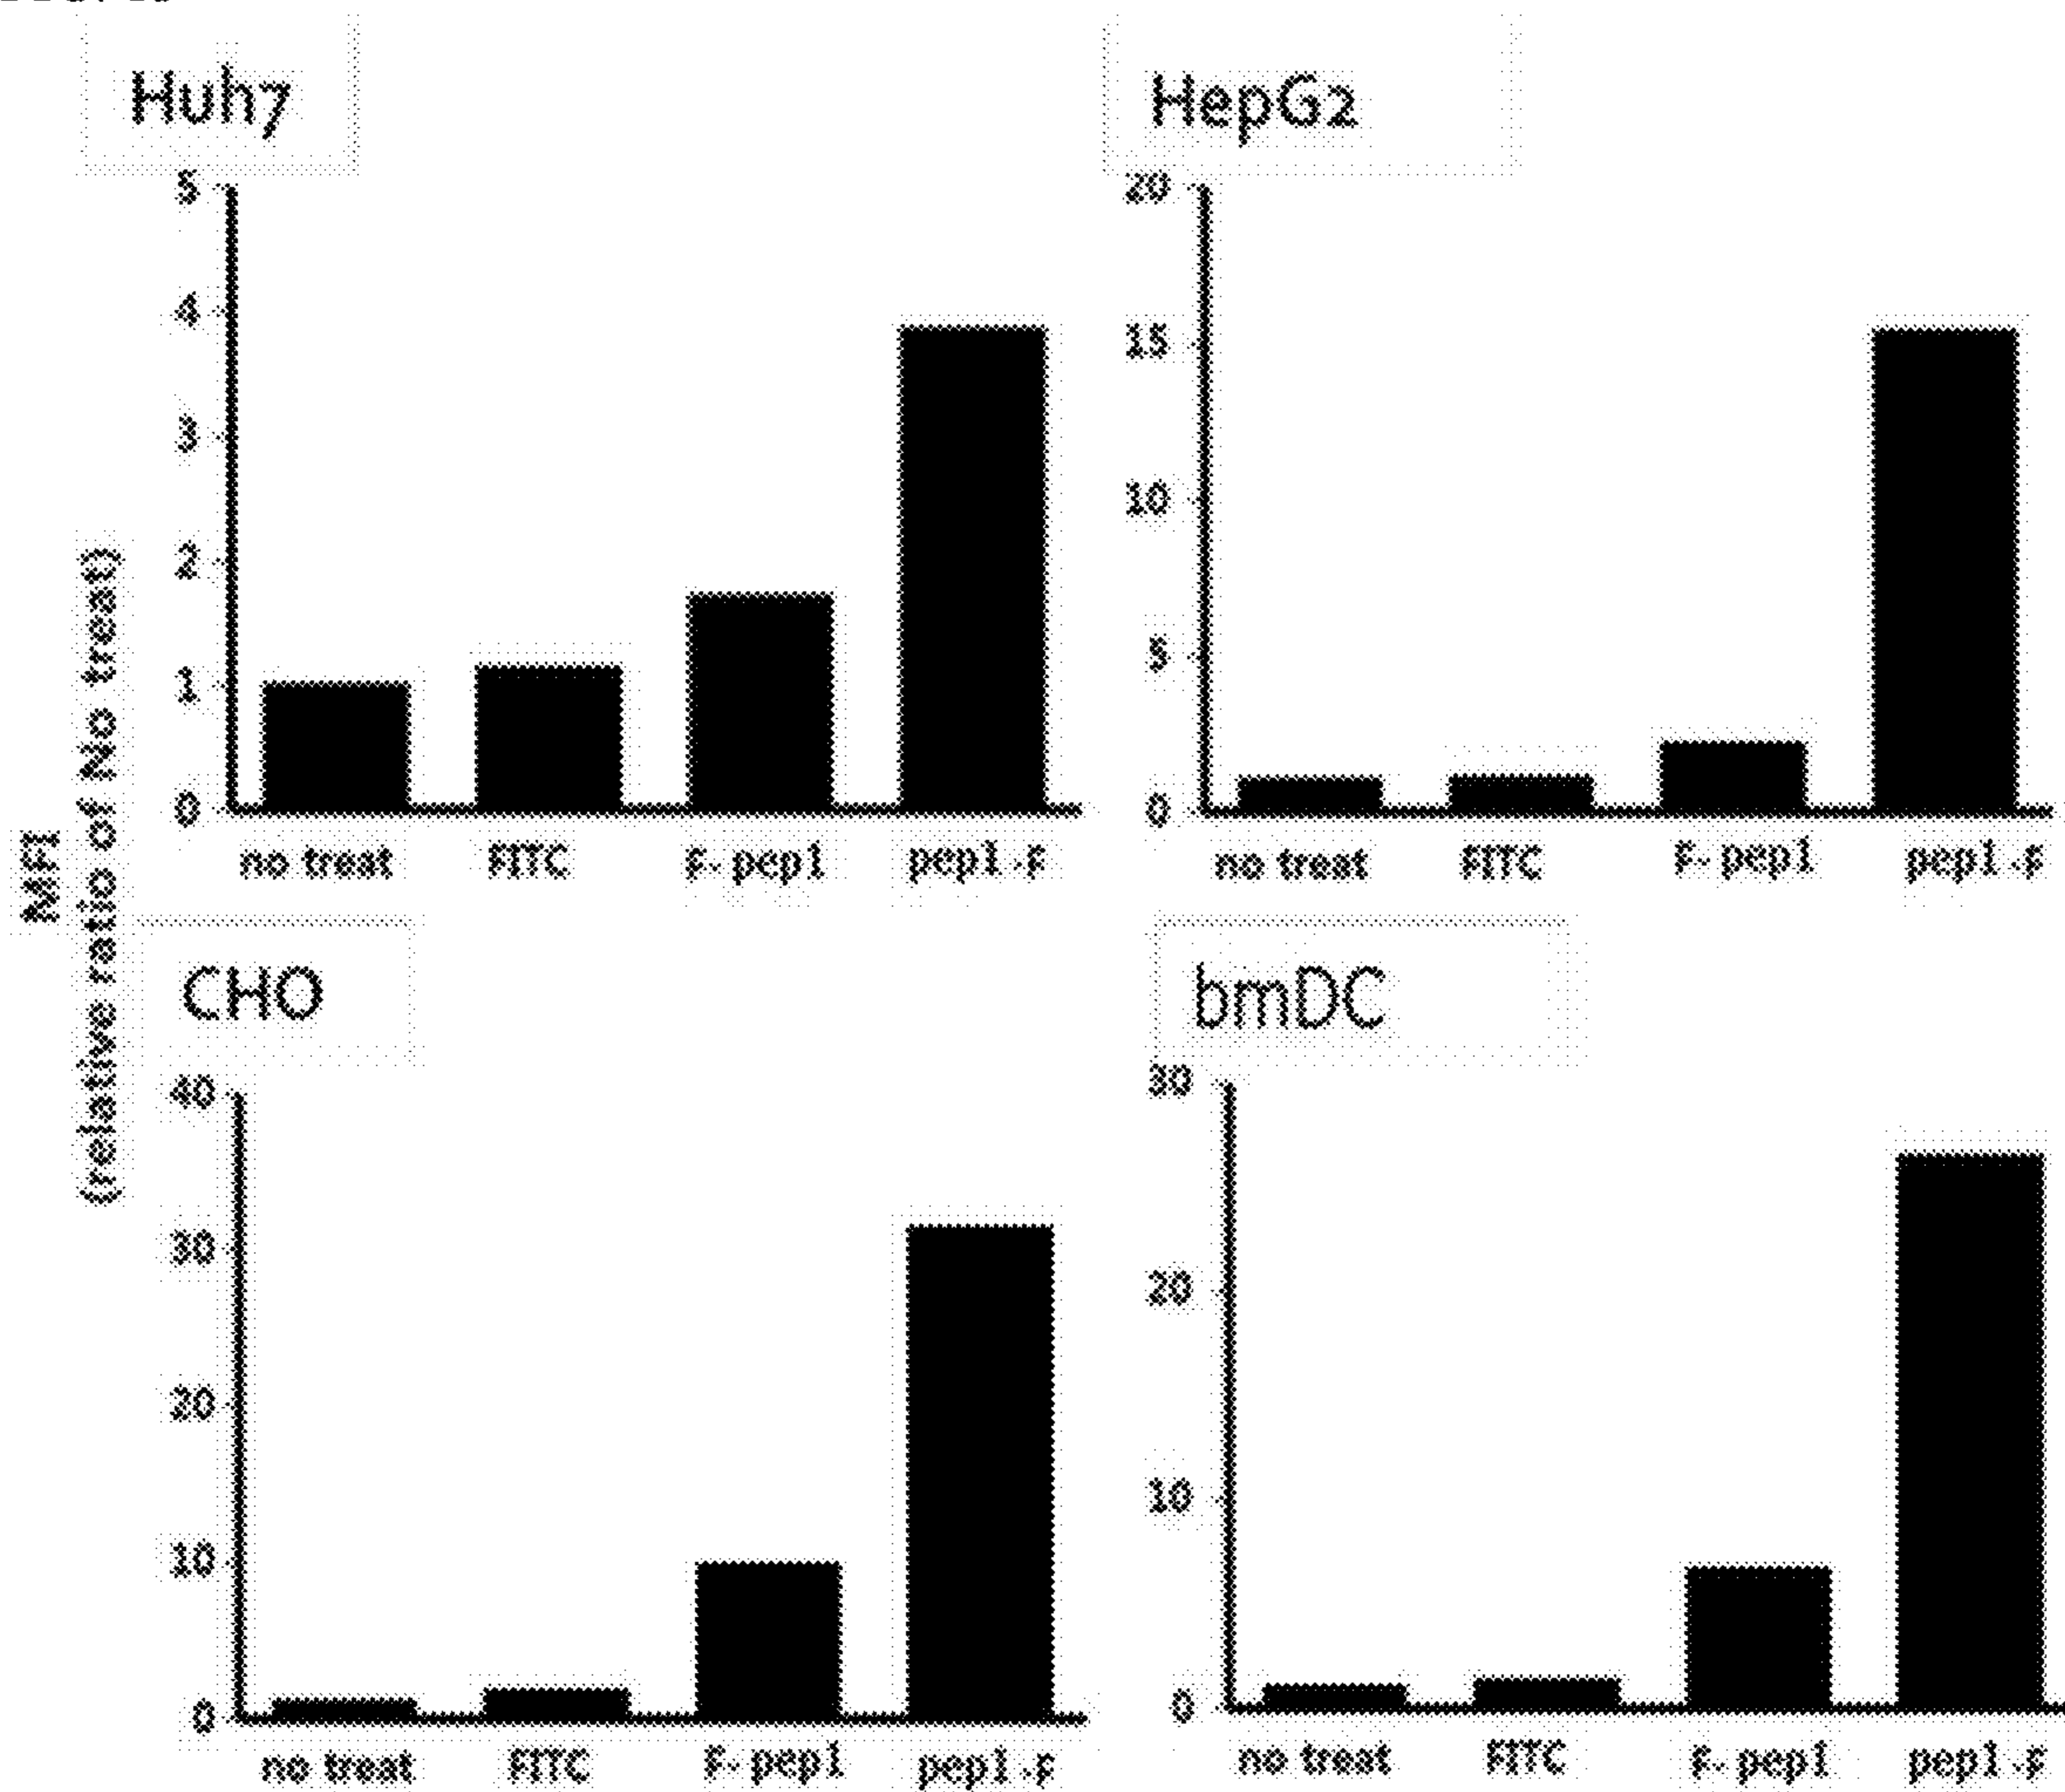 Huh7
5
4
3
2
1
0
no treat FITC F-pep1 pep1-F
HepG2
20
15
10
5
0
no treat FITC F-pep1 pep1-F
MFI
(relative ratio of No treat)
CHO
40
30
20
10
0
no treat FITC F-pep1 pep1-F
bmDC
30
20
10
0
no treat FITC F-pep1 pep1-F